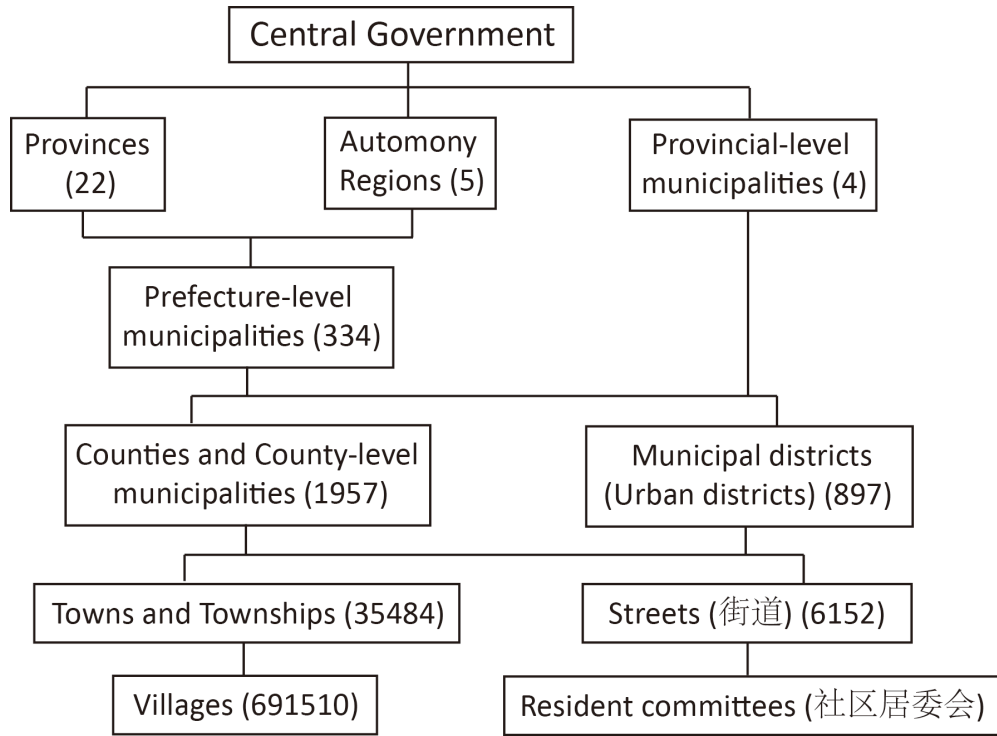 Central Government
Provinces
(22)
Automony
Regions (5)
Provincial-level
municipalities (4)
Prefecture-level
municipalities (334)
Counties and County-level
municipalities (1957)
Municipal districts
(Urban districts) (897)
Towns and Townships (35484)
Streets (街道) (6152)
Villages (691510)
Resident committees (社区居委会)